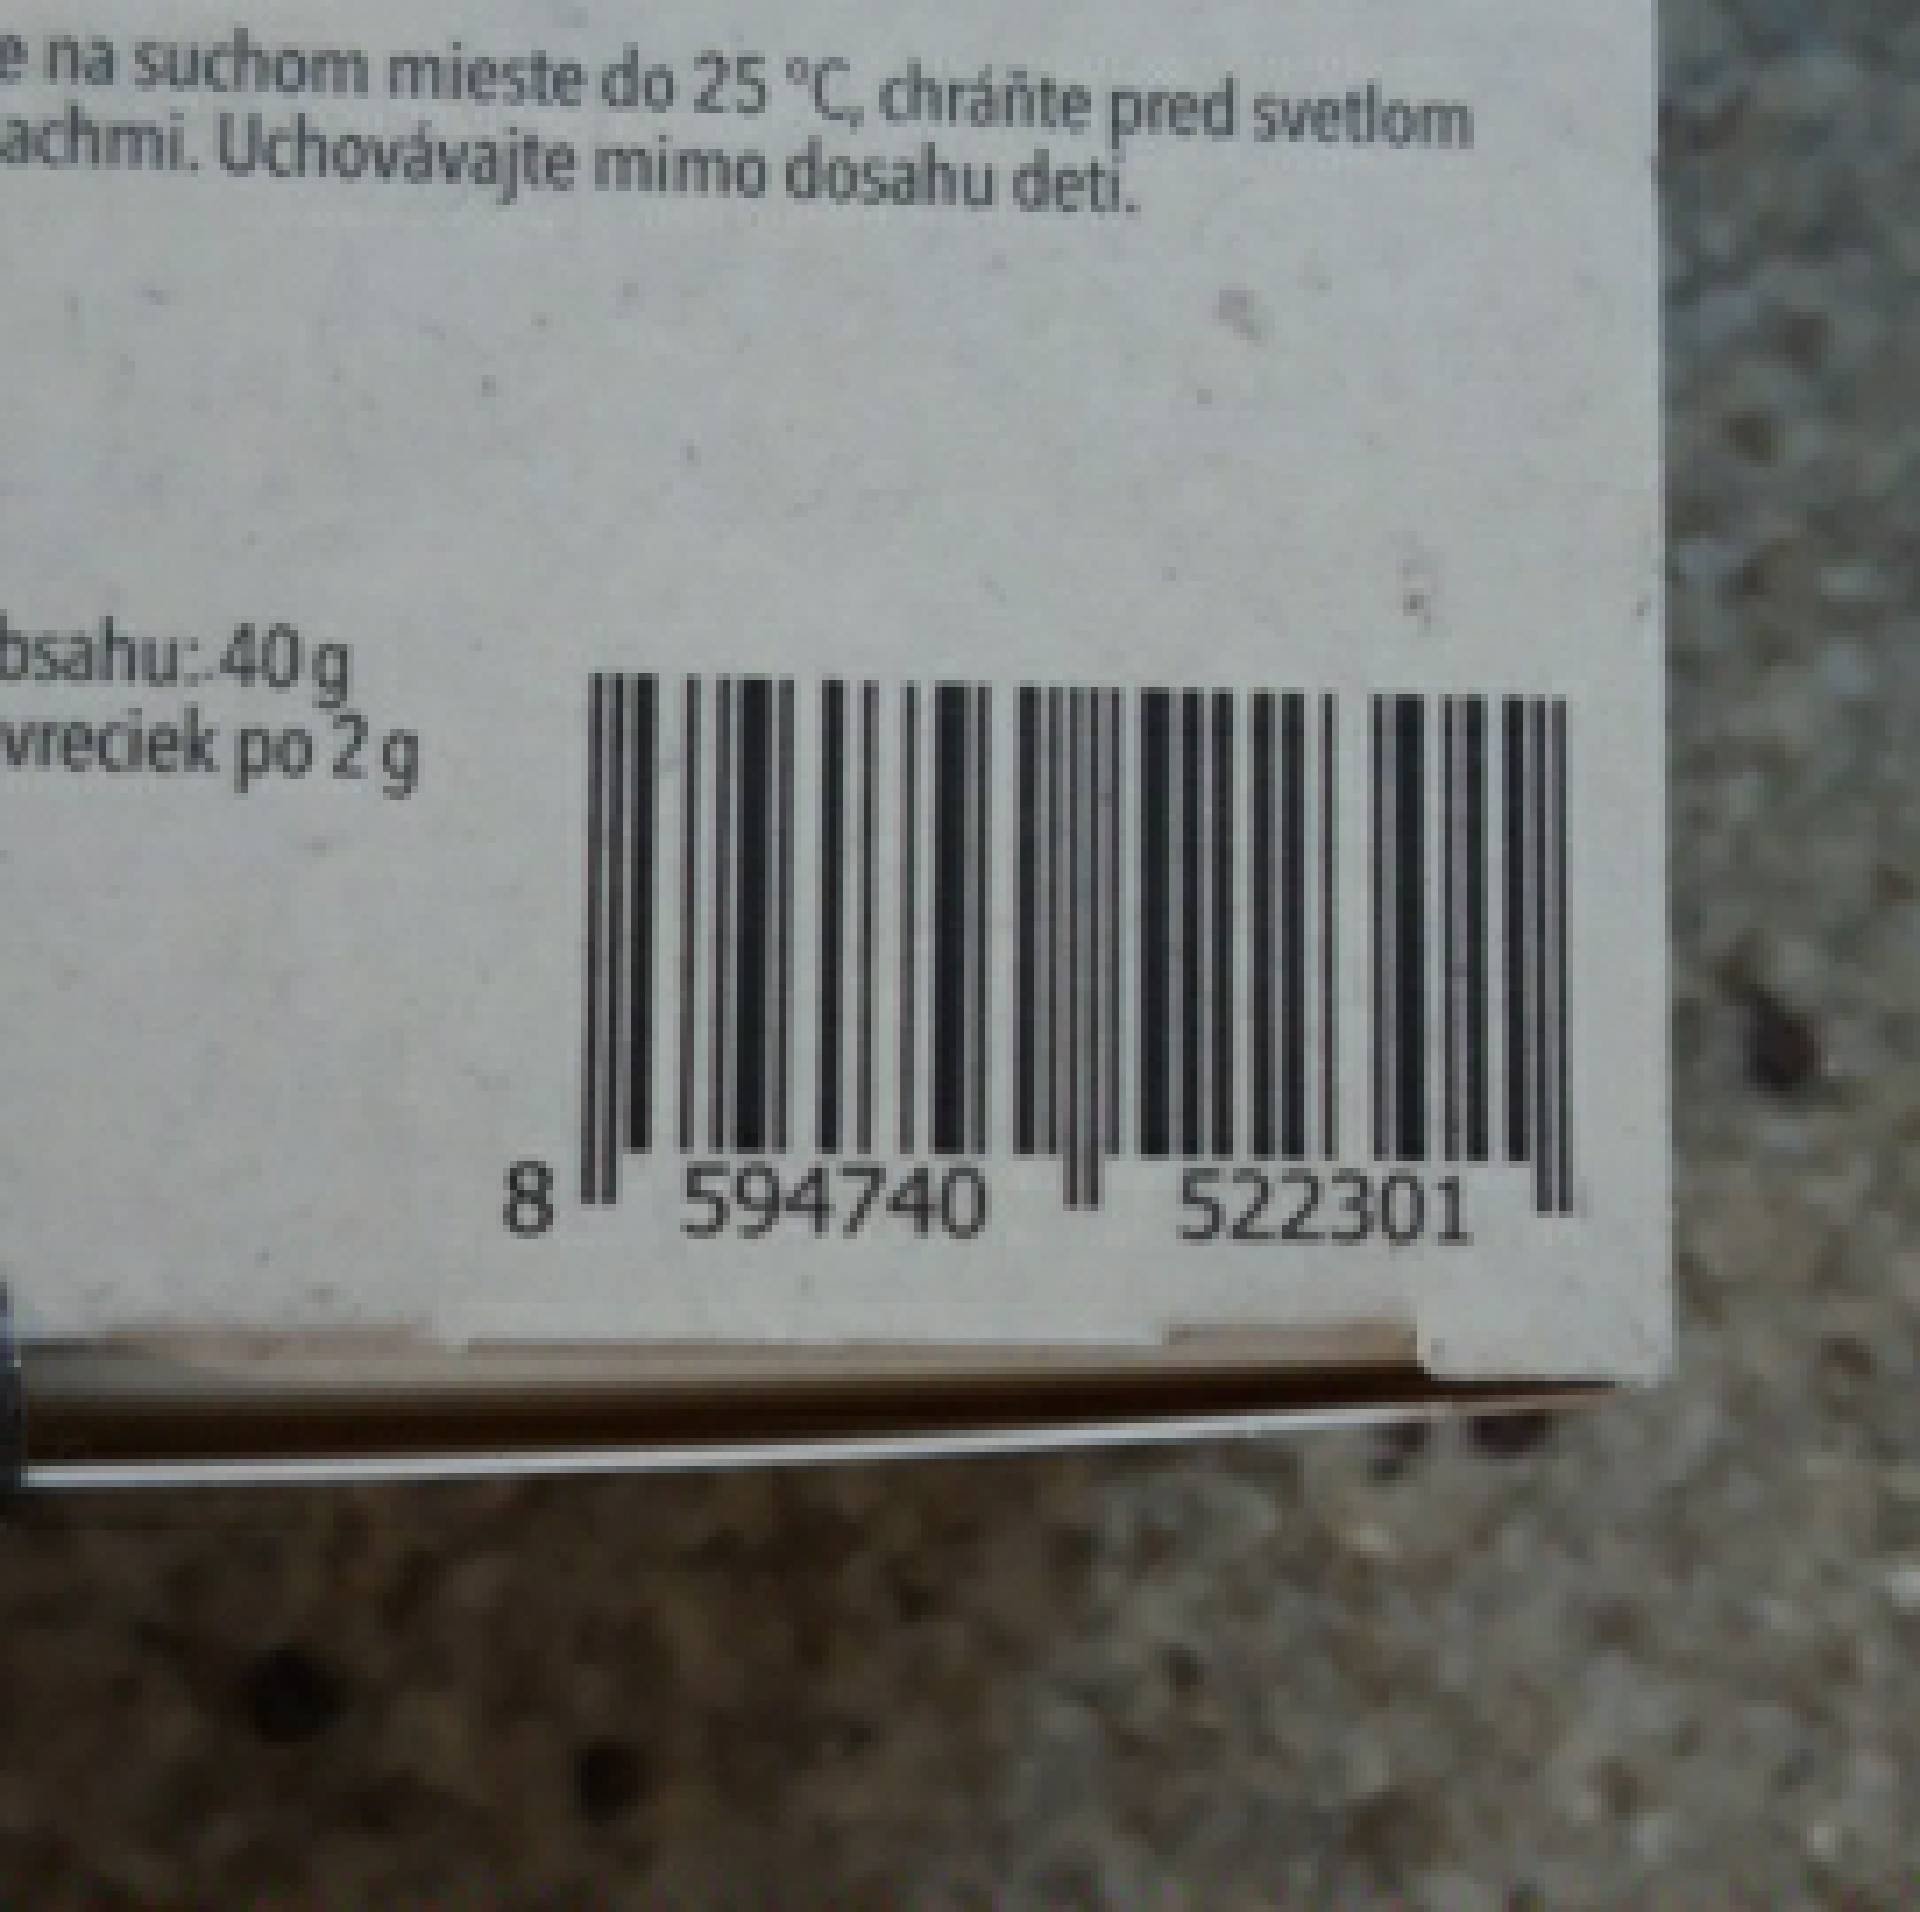 e na suchom mieste do 25 °C, chráňte pred svetlom
achmi. Uchovávajte mimo dosahu detí.
bsahu: 40 g
vreciek po 2 g
8 594740 522301